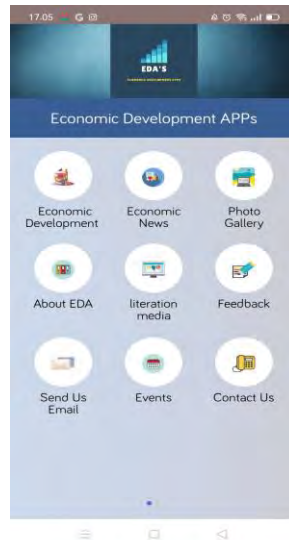 17.05 G
EDA'S
Economic Development APPs
Economic
Development
Economic
News
Photo
Gallery
About EDA
literation
media
Feedback
Send Us
Email
Events
Contact Us